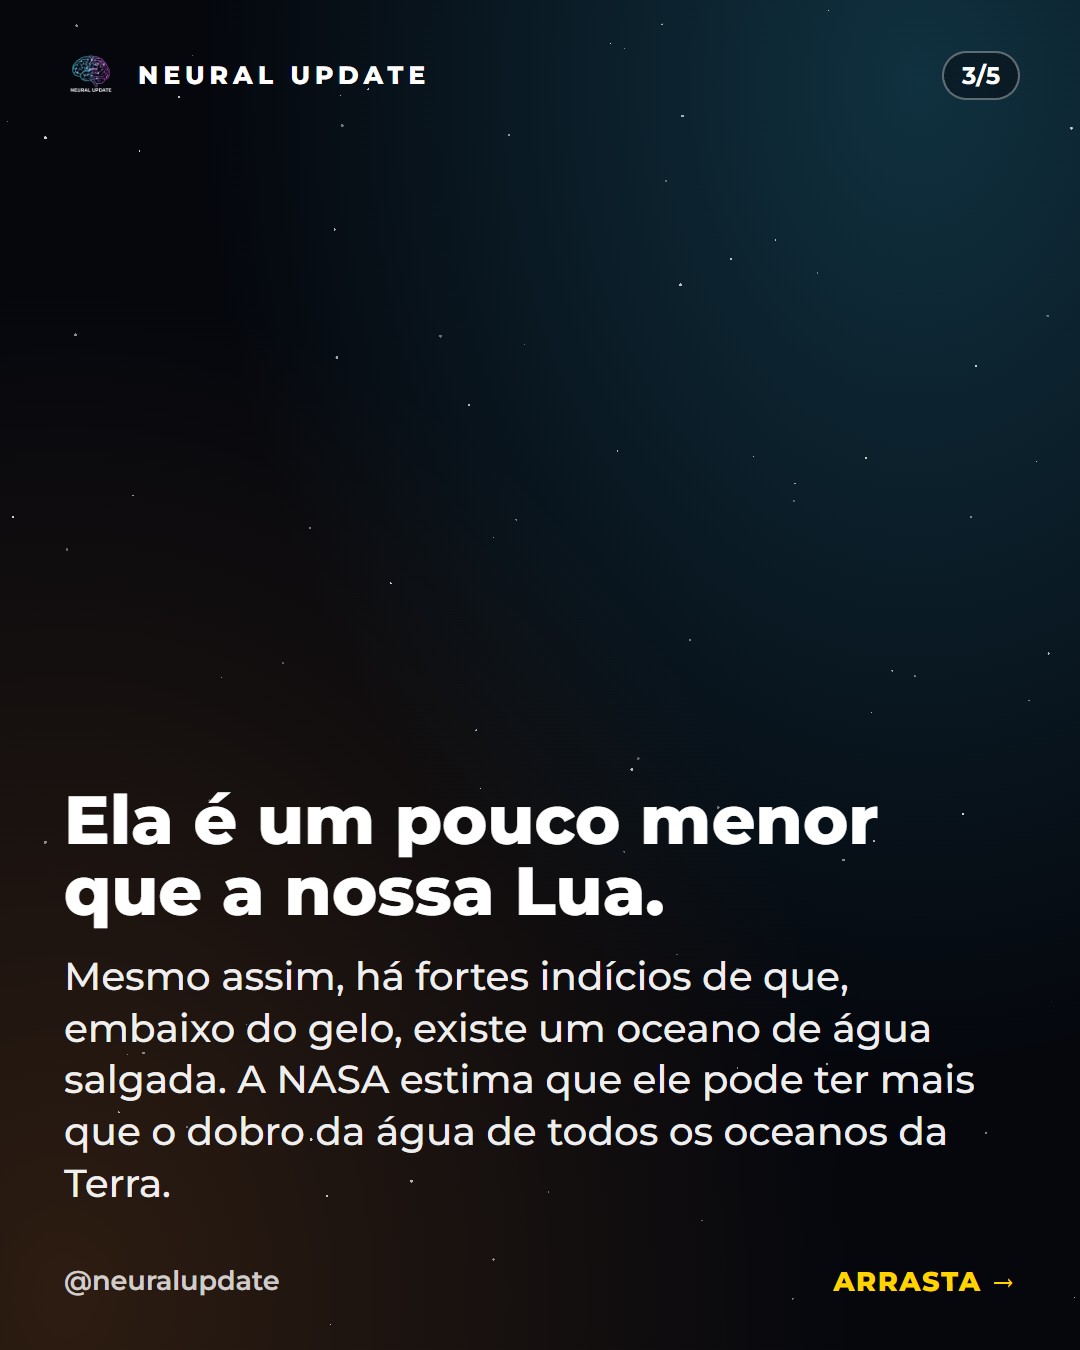 NEURAL UPDATE
NEURAL UPDATE
3/5
Ela é um pouco menor
que a nossa Lua.
Mesmo assim, há fortes indícios de que,
embaixo do gelo, existe um oceano de água
salgada. A NASA estima que ele pode ter mais
que o dobro da água de todos os oceanos da
Terra.
@neuralupdate
ARRASTA →